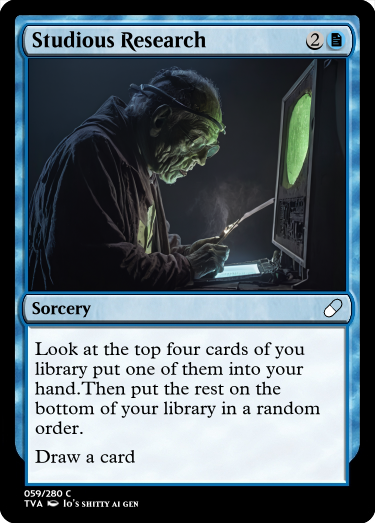 Studious Research 2
Sorcery
Look at the top four cards of you
library put one of them into your
hand.Then put the rest on the
bottom of your library in a random
order.
Draw a card
059/280 C
TVA Io's shitty ai gen